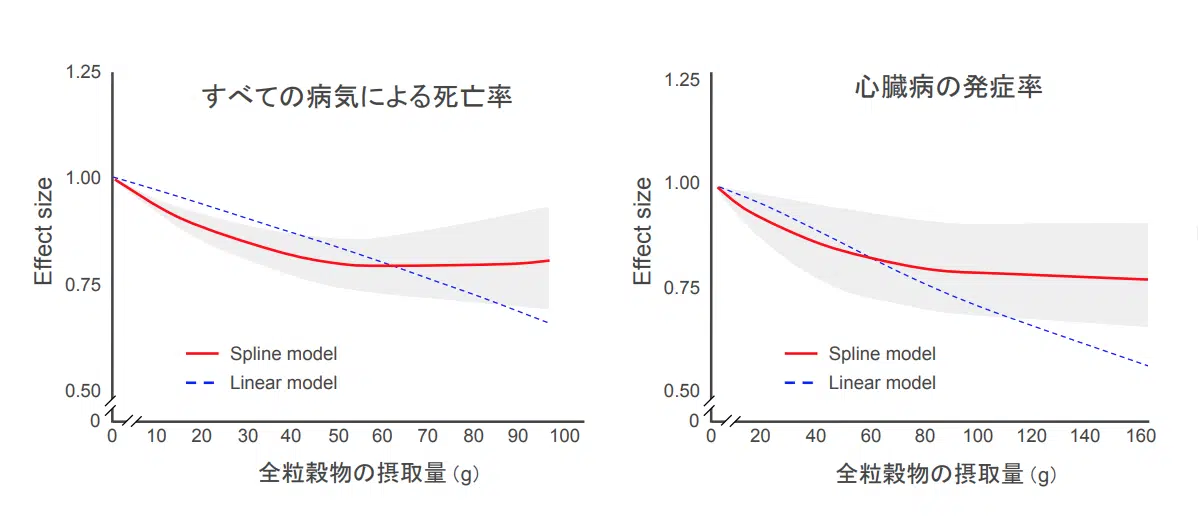 すべての病気による死亡率
1.25
1.00
0.75
0.50
0
Effect size
Spline model
Linear model
0 10 20 30 40 50 60 70 80 90 100
全粒穀物の摂取量（g）
心臓病の発症率
1.25
1.00
0.75
0.50
0
Effect size
Spline model
Linear model
0 20 40 60 80 100 120 140 160
全粒穀物の摂取量（g）